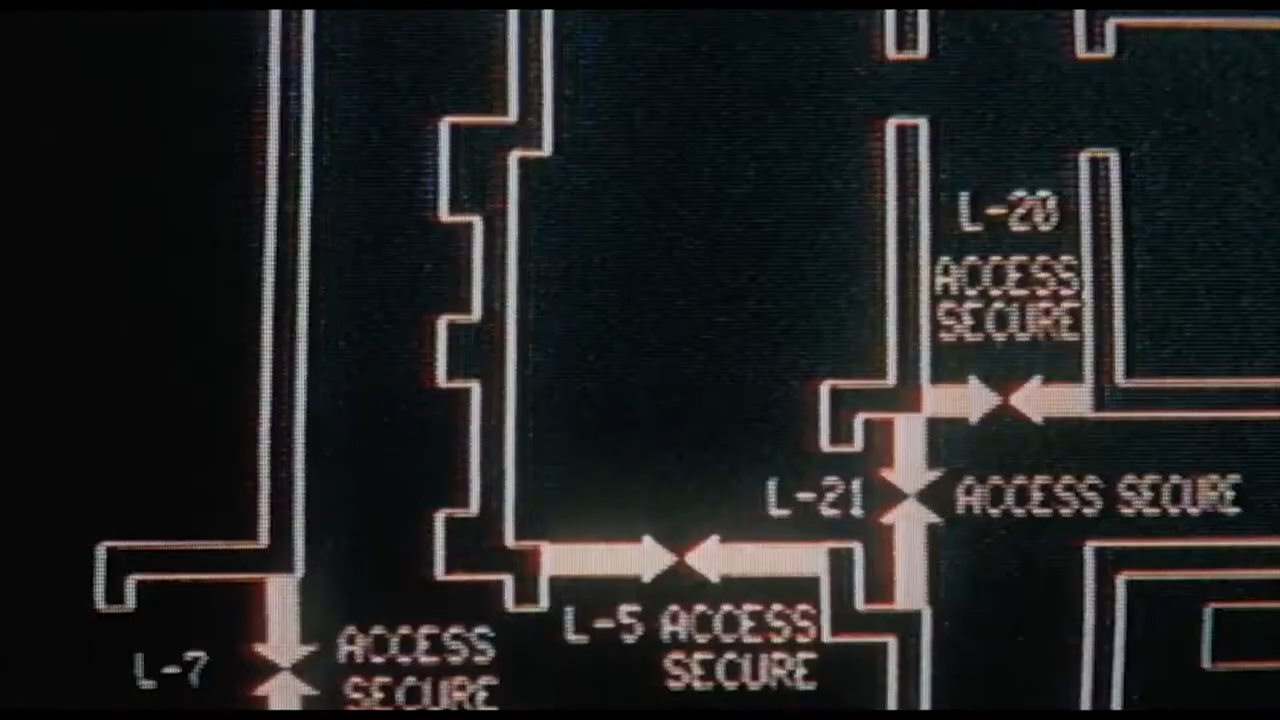 L-20
ACCESS
SECURE
L-21 ACCESS SECURE
L-5 ACCESS
SECURE
L-7 ACCESS
SECURE